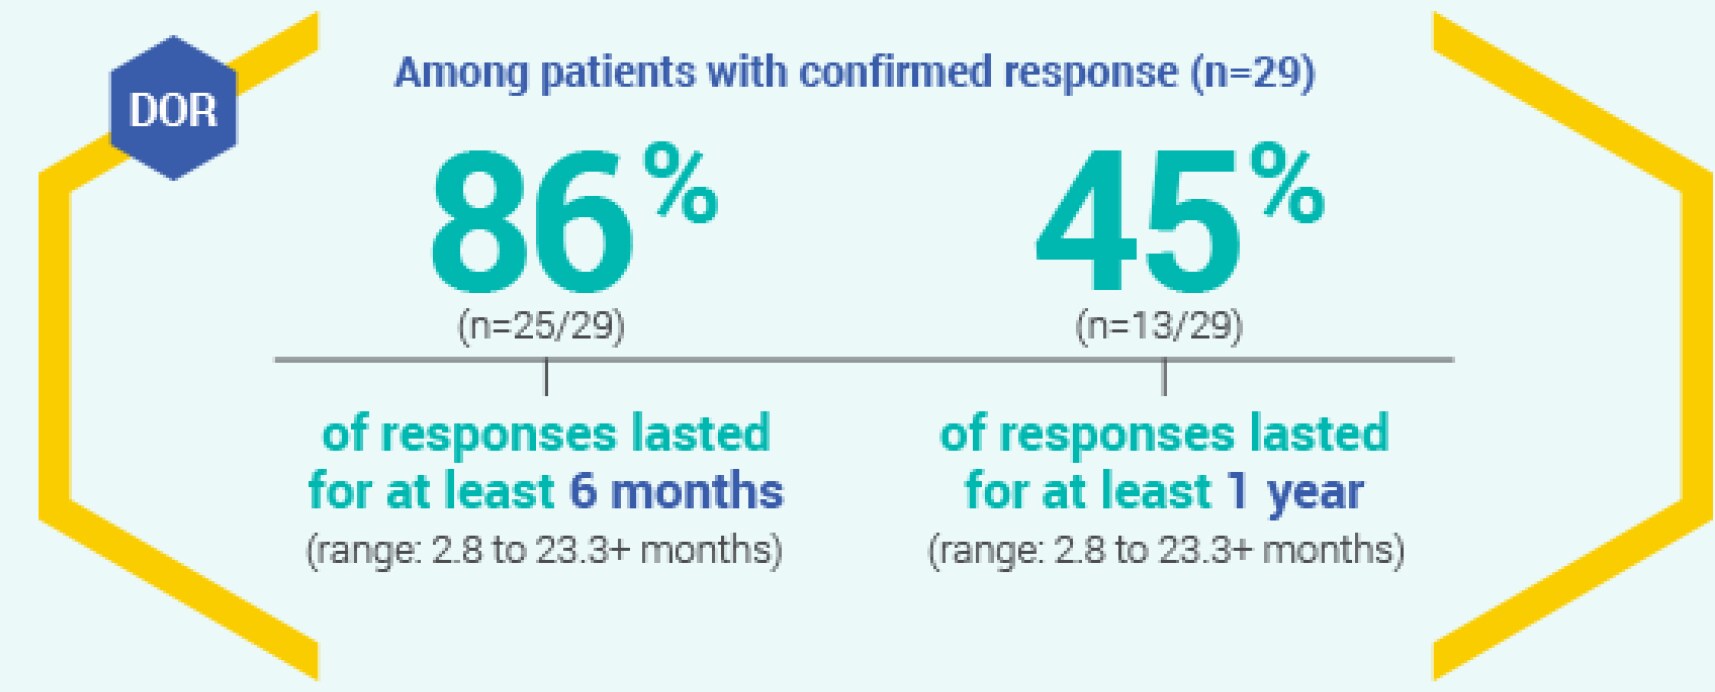 DOR
Among patients with confirmed response (n=29)
86%
(n=25/29)
of responses lasted
for at least 6 months
(range: 2.8 to 23.3+ months)
45%
(n=13/29)
of responses lasted
for at least 1 year
(range: 2.8 to 23.3+ months)